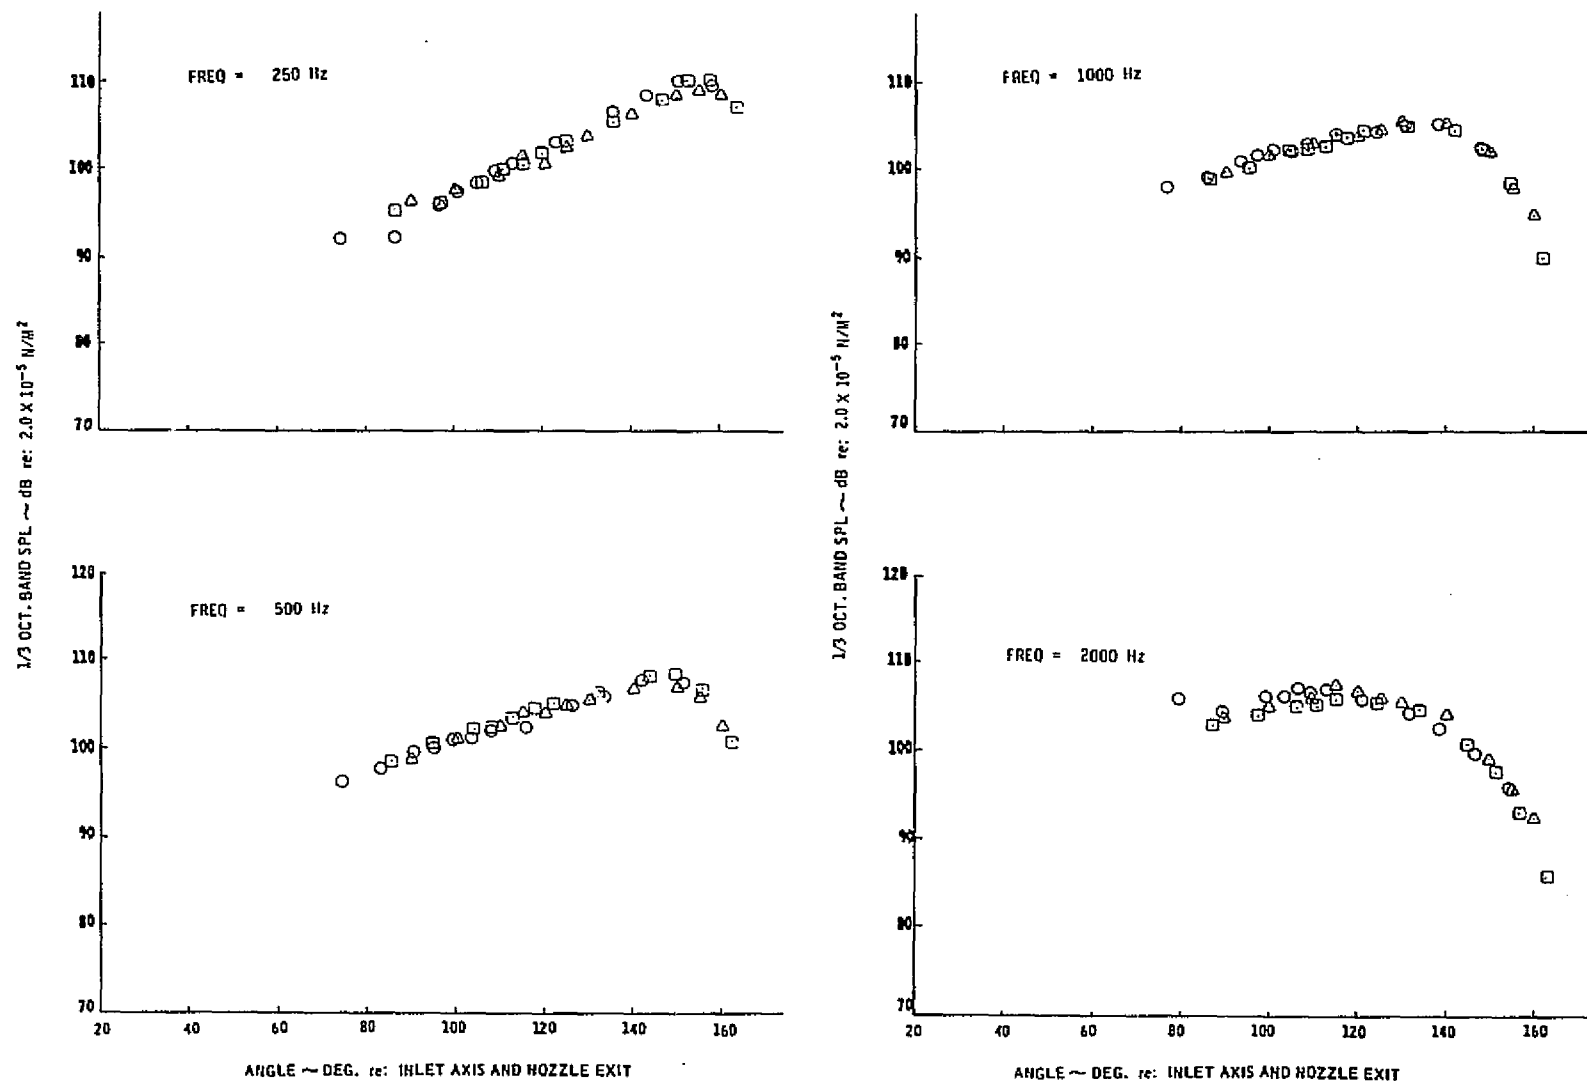 FREQ = 250 Hz
110
100
90
80
70
1/3 OCT. BAND SPL ~ dB re: 2.0 X 10⁻⁵ N/M²
FREQ = 500 Hz
120
110
100
90
80
70
20 40 60 80 100 120 140 160
ANGLE ~ DEG. re: INLET AXIS AND NOZZLE EXIT
FREQ = 1000 Hz
110
100
90
80
70
1/3 OCT. BAND SPL ~ dB re: 2.0 X 10⁻⁵ N/M²
FREQ = 2000 Hz
120
110
100
90
80
70
20 40 60 80 100 120 140 160
ANGLE ~ DEG. re: INLET AXIS AND NOZZLE EXIT